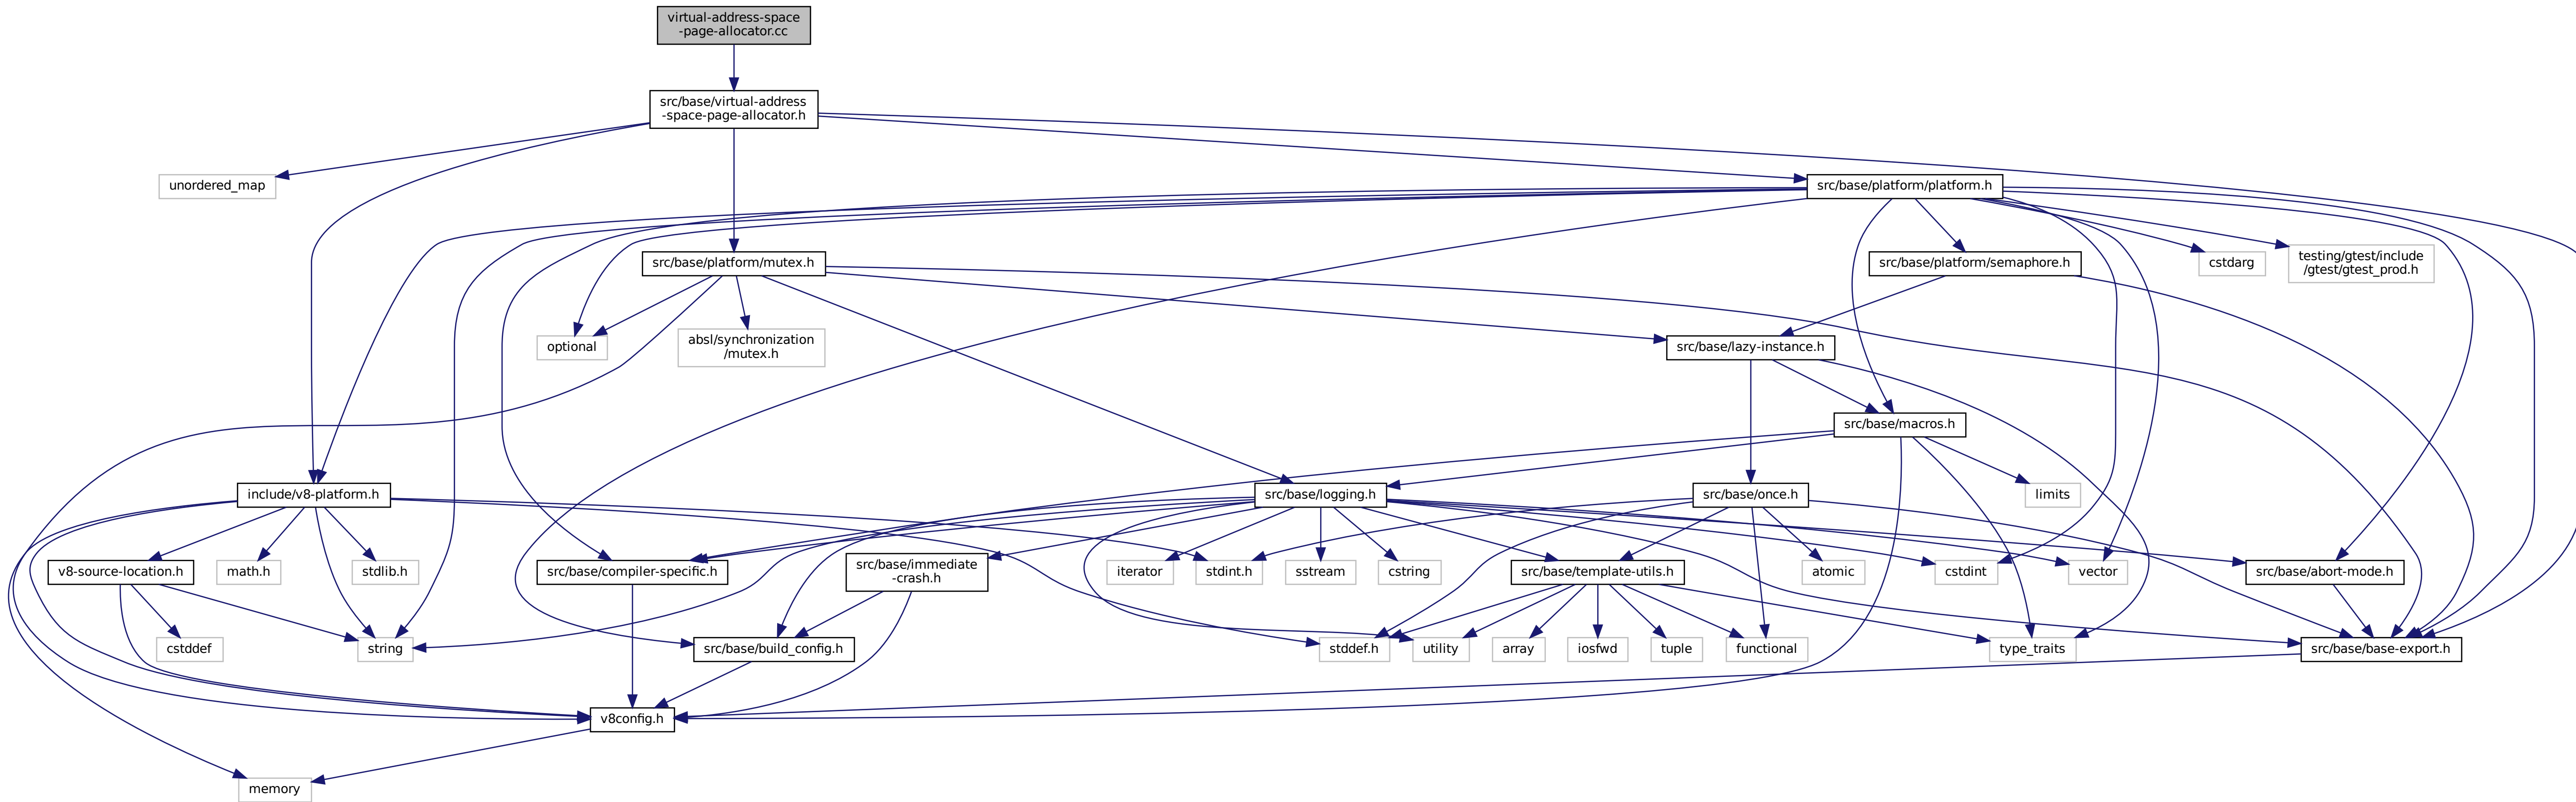 virtual-address-space
-page-allocator.cc
src/base/virtual-address
-space-page-allocator.h
unordered_map
src/base/platform/platform.h
src/base/platform/mutex.h
src/base/platform/semaphore.h
cstdarg
testing/gtest/include
/gtest/gtest_prod.h
optional
absl/synchronization
/mutex.h
src/base/lazy-instance.h
src/base/macros.h
include/v8-platform.h
src/base/logging.h
src/base/once.h
limits
v8-source-location.h
math.h
stdlib.h
src/base/compiler-specific.h
src/base/immediate
-crash.h
iterator
stdint.h
sstream
cstring
src/base/template-utils.h
atomic
cstdint
vector
src/base/abort-mode.h
cstddef
string
src/base/build_config.h
stddef.h
utility
array
iosfwd
tuple
functional
type_traits
src/base/base-export.h
v8config.h
memory